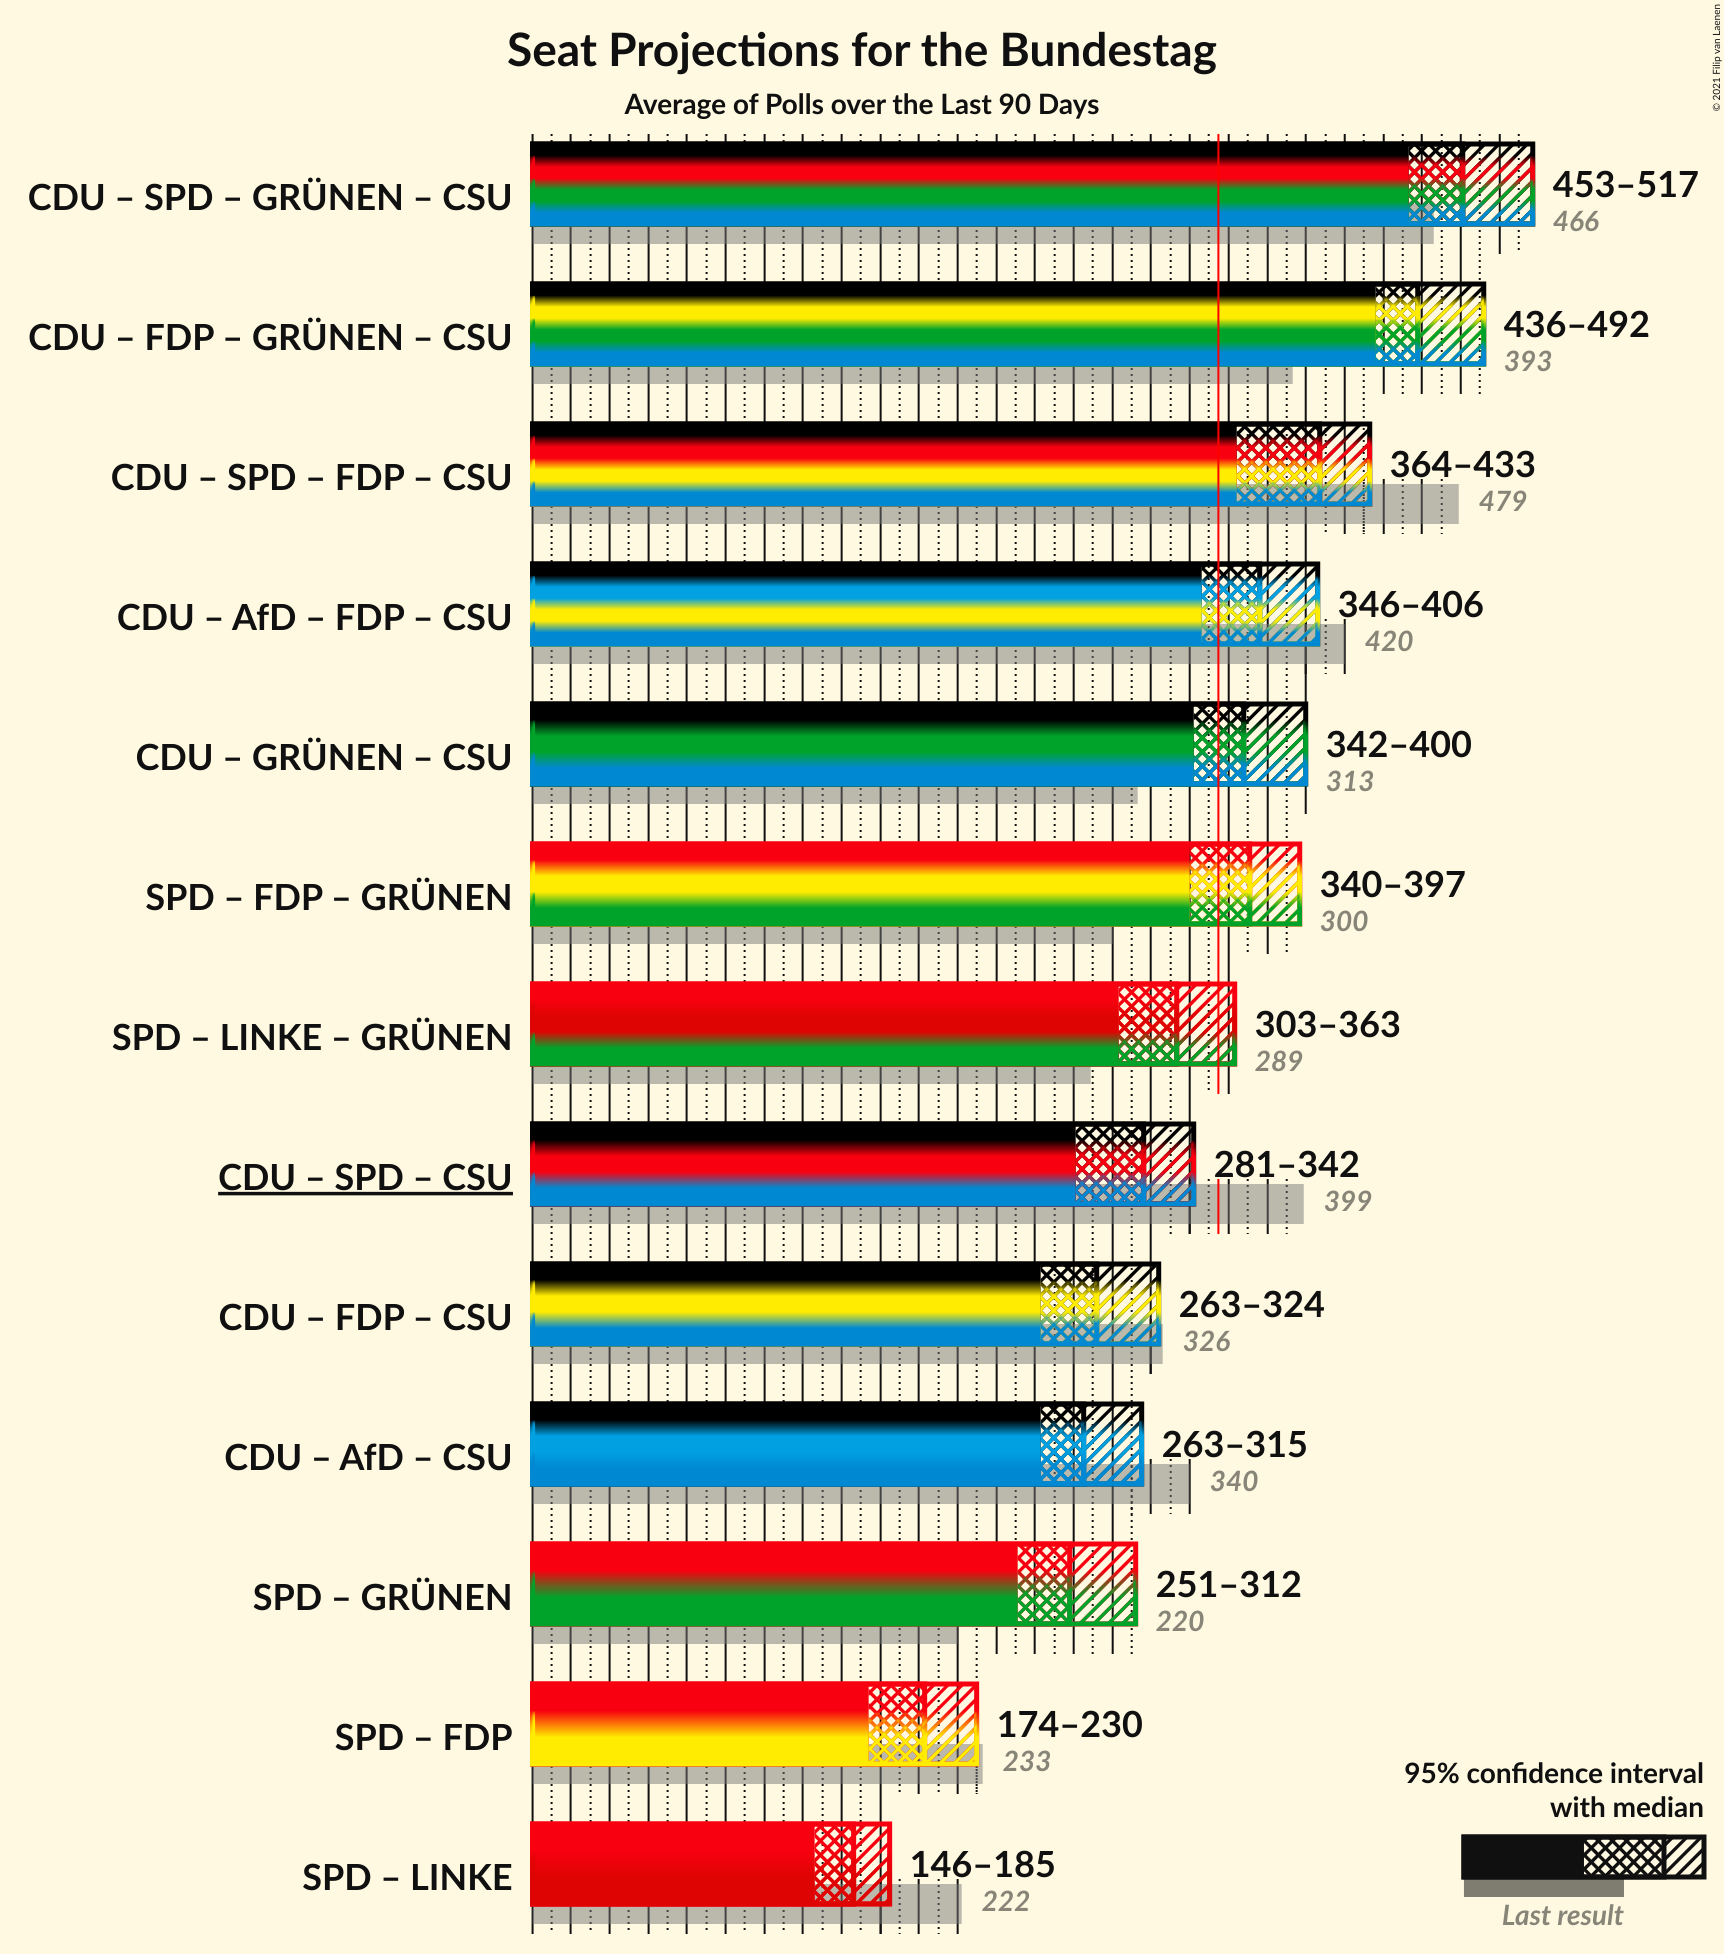 Seat Projections for the Bundestag
Average of Polls over the Last 90 Days
© 2021 Filip van Laenen
CDU – SPD – GRÜNEN – CSU
453–517
466
CDU – FDP – GRÜNEN – CSU
436–492
393
CDU – SPD – FDP – CSU
364–433
479
CDU – AfD – FDP – CSU
346–406
420
CDU – GRÜNEN – CSU
342–400
313
SPD – FDP – GRÜNEN
340–397
300
SPD – LINKE – GRÜNEN
303–363
289
CDU – SPD – CSU
281–342
399
CDU – FDP – CSU
263–324
326
CDU – AfD – CSU
263–315
340
SPD – GRÜNEN
251–312
220
SPD – FDP
174–230
233
SPD – LINKE
146–185
222
95% confidence interval
with median
Last result